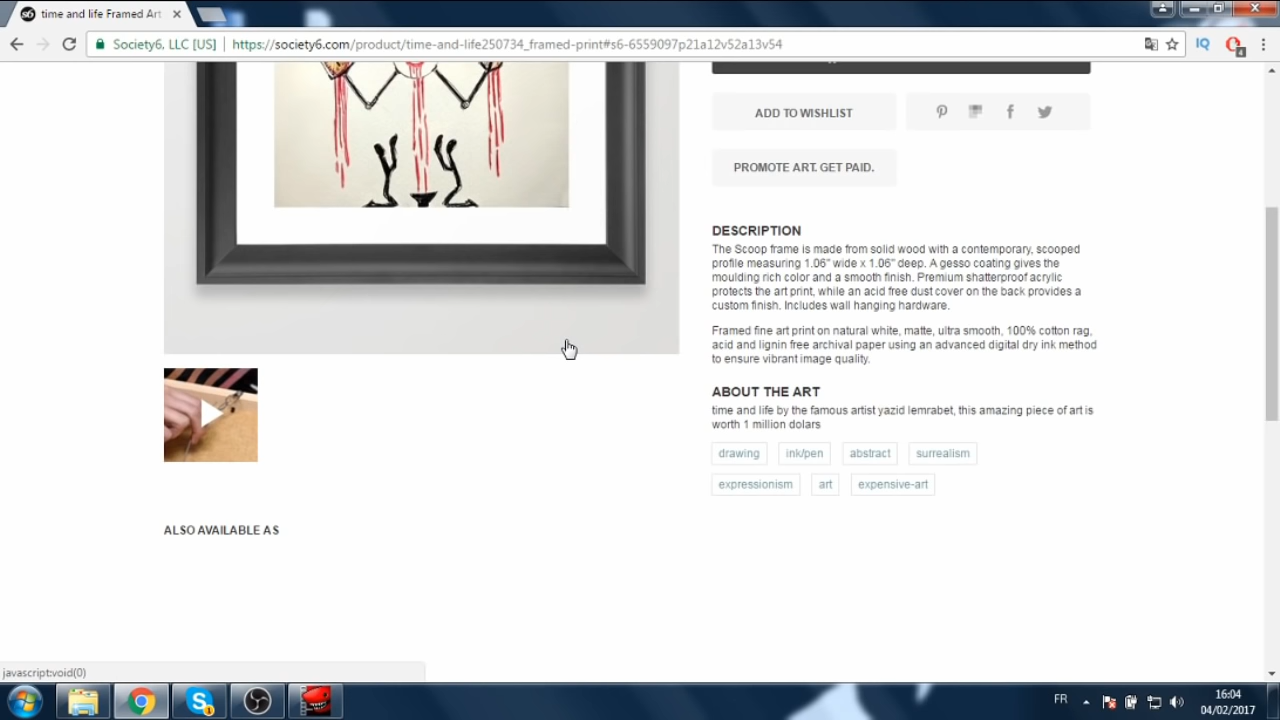 time and life Framed Art
Society6, LLC [US]
https://society6.com/product/time-and-life250734_framed-print#s6-6559097p21a12v52a13v54
IQ
4
ADD TO WISHLIST
PROMOTE ART. GET PAID.
DESCRIPTION
The Scoop frame is made from solid wood with a contemporary, scooped
profile measuring 1.06" wide x 1.06" deep. A gesso coating gives the
moulding rich color and a smooth finish. Premium shatterproof acrylic
protects the art print, while an acid free dust cover on the back provides a
custom finish. Includes wall hanging hardware.
Framed fine art print on natural white, matte, ultra smooth, 100% cotton rag,
acid and lignin free archival paper using an advanced digital dry ink method
to ensure vibrant image quality.
ABOUT THE ART
time and life by the famous artist yazid lemrabet, this amazing piece of art is
worth 1 million dolars
drawing ink/pen abstract surrealism
expressionism art expensive-art
ALSO AVAILABLE AS
javascript:void(0)
FR
16:04
04/02/2017